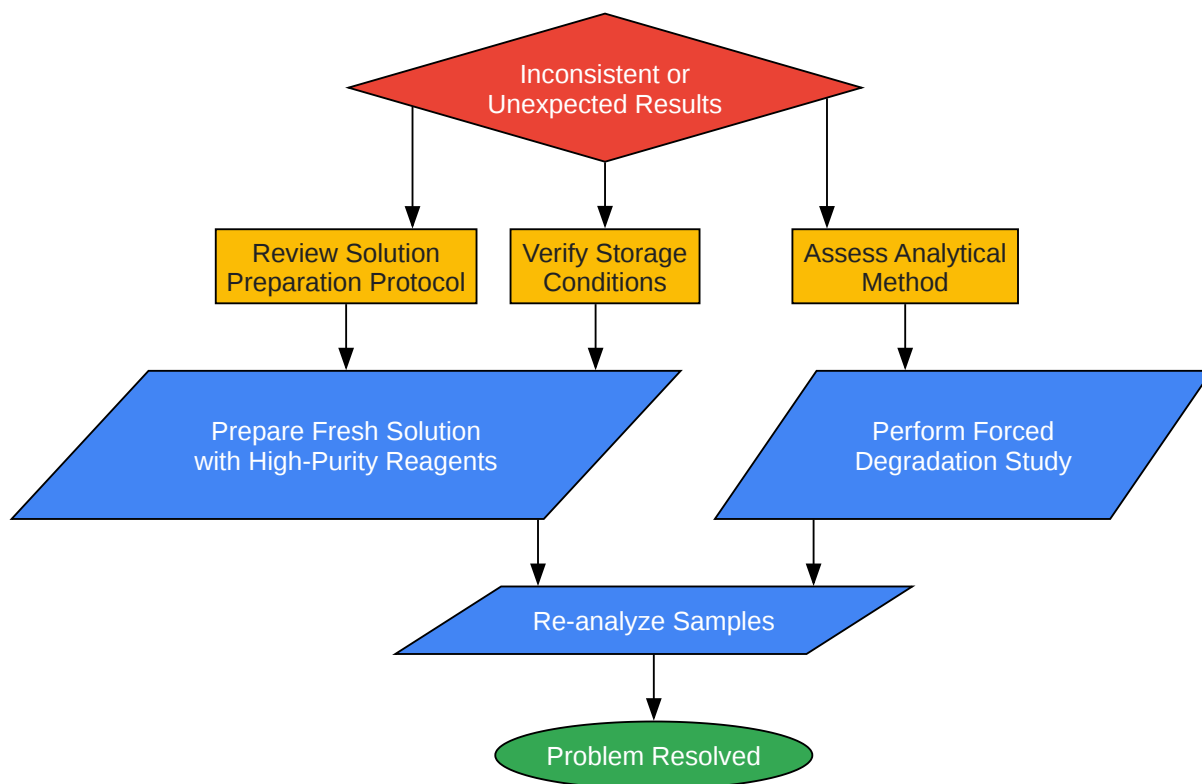 Inconsistent or
Unexpected Results
Review Solution
Preparation Protocol
Verify Storage
Conditions
Assess Analytical
Method
Prepare Fresh Solution
with High-Purity Reagents
Perform Forced
Degradation Study
Re-analyze Samples
Problem Resolved